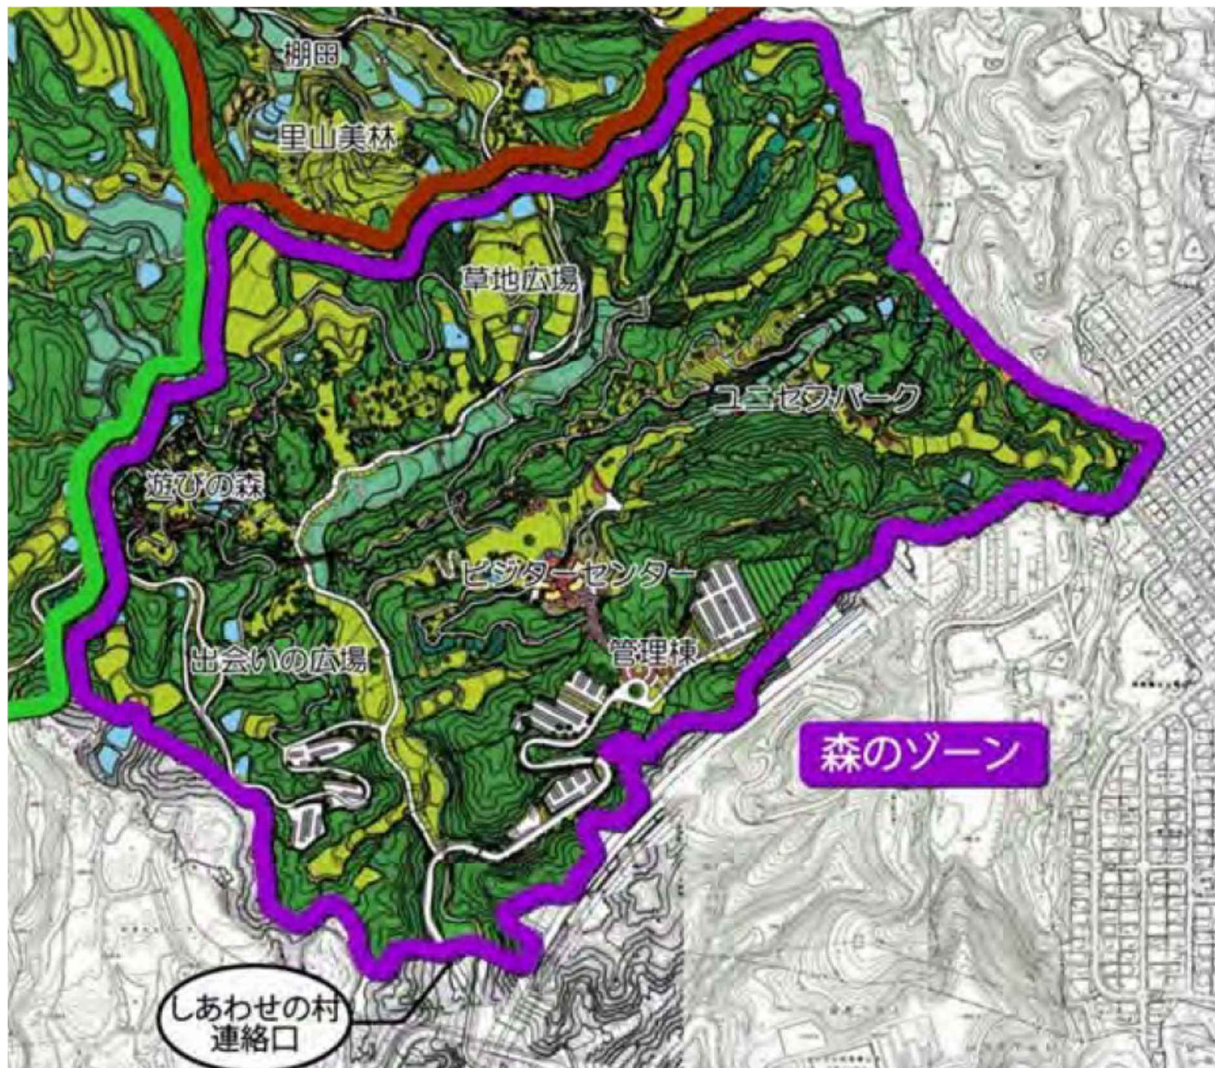 棚田
里山美林
草地広場
ユニセフパーク
遊びの森
ビジターセンター
管理棟
出会いの広場
森のゾーン
しあわせの村
連絡口